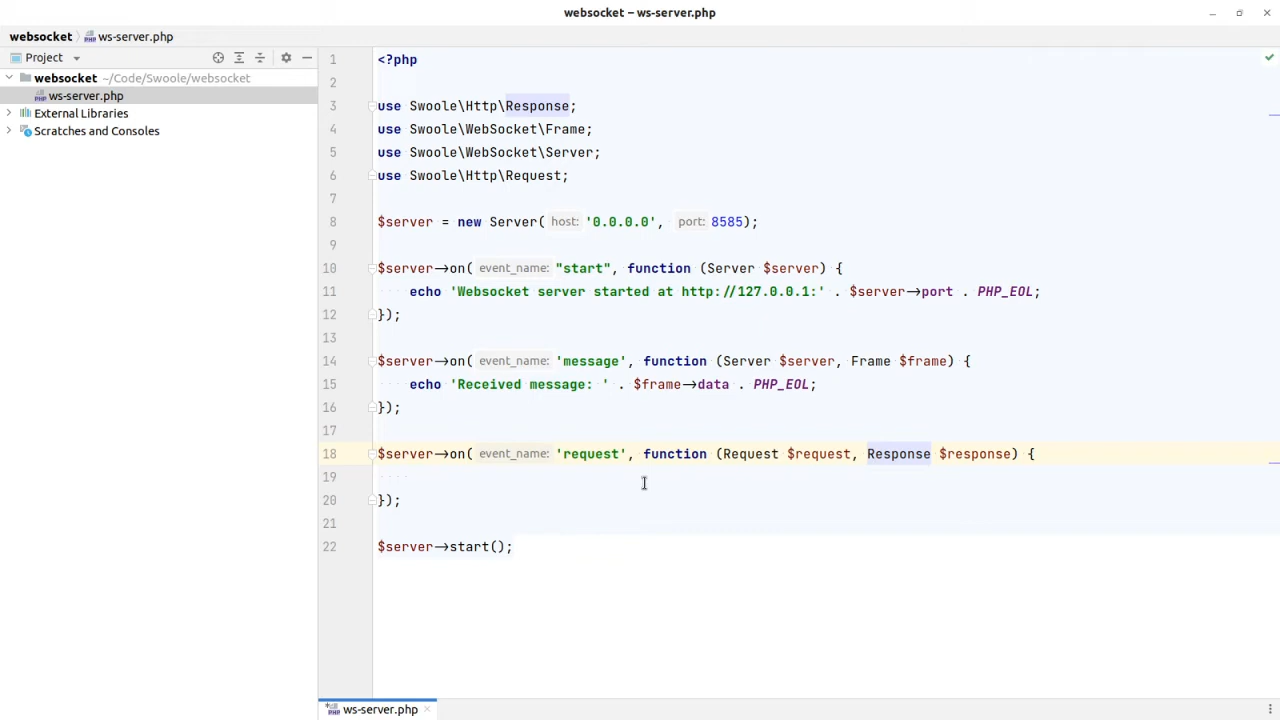 websocket – ws-server.php
websocket ws-server.php
Project
websocket ~/Code/Swoole/websocket
ws-server.php
External Libraries
Scratches and Consoles
1 <?php
2
3 use Swoole\Http\Response;
4 use Swoole\WebSocket\Frame;
5 use Swoole\WebSocket\Server;
6 use Swoole\Http\Request;
7
8 $server = new Server( host: '0.0.0.0', port: 8585);
9
10 $server->on( event_name: "start", function (Server $server) {
11 echo 'Websocket server started at http://127.0.0.1:' . $server->port . PHP_EOL;
12 });
13
14 $server->on( event_name: 'message', function (Server $server, Frame $frame) {
15 echo 'Received message: ' . $frame->data . PHP_EOL;
16 });
17
18 $server->on( event_name: 'request', function (Request $request, Response $response) {
19
20 });
21
22 $server->start();
ws-server.php